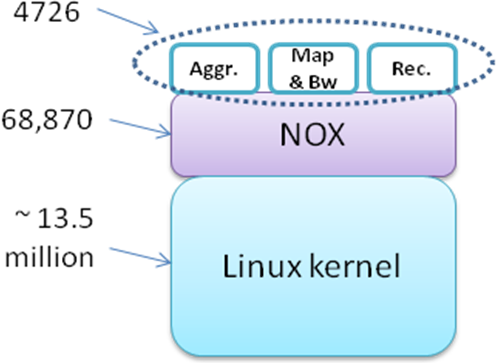 4726
Aggr.
Map
& Bw
Rec.
68,870
NOX
~ 13.5
million
Linux kernel